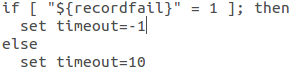 if [ "${recordfail}" = 1 ]; then
  set timeout=-1
else
  set timeout=10